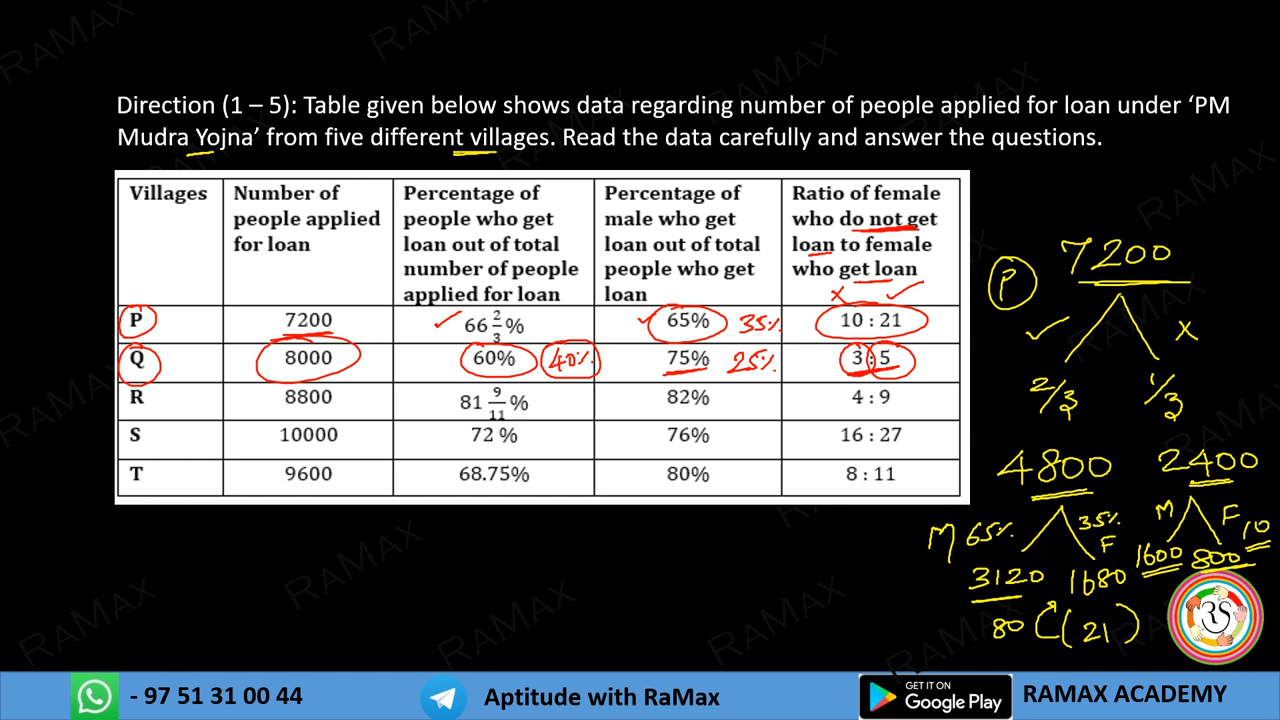 Direction (1 – 5): Table given below shows data regarding number of people applied for loan under ‘PM
Mudra Yojna’ from five different villages. Read the data carefully and answer the questions.
Villages
Number of
people applied
for loan
Percentage of
people who get
loan out of total
number of people
applied for loan
Percentage of
male who get
loan out of total
people who get
loan
Ratio of female
who do not get
loan to female
who get loan
P 7200 66 2/3 % 65% 35% 10 : 21
Q 8000 60% 40% 75% 25% 3 : 5
R 8800 81 9/11 % 82% 4 : 9
S 10000 72 % 76% 16 : 27
T 9600 68.75% 80% 8 : 11
P 7200
2/3 1/3
4800 2400
M 65% 35% F M F 10
3120 1680 1600 800
80 (21)
RS
- 97 51 31 00 44
Aptitude with RaMax
GET IT ON
Google Play
RAMAX ACADEMY
RAMAX